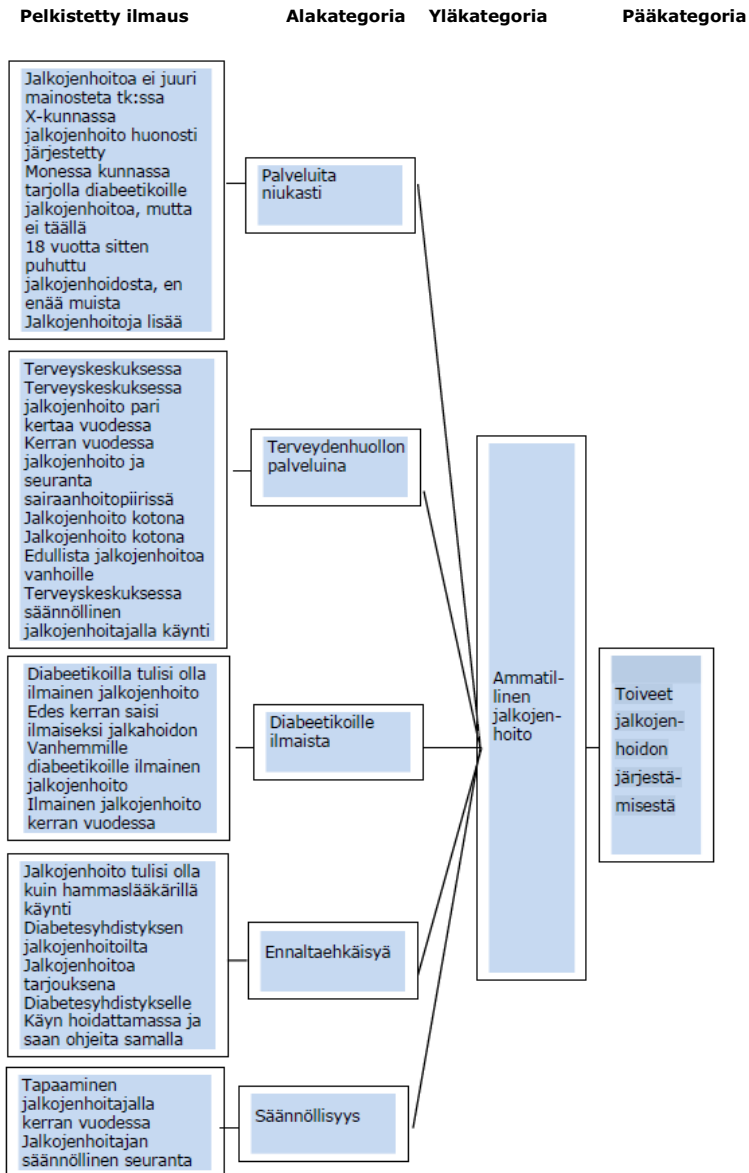 Pelkistetty ilmaus
Alakategoria
Yläkategoria
Pääkategoria
Jalkojenhoitoa ei juuri
mainosteta tk:ssa
X-kunnassa
jalkojenhoito huonosti
järjestetty
Monessa kunnassa
tarjolla diabeetikoille
jalkojenhoitoa, mutta
ei täällä
18 vuotta sitten
puhuttu
jalkojenhoidosta, en
enää muista
Jalkojenhoitoja lisää
Palveluita
niukasti
Terveyskeskuksessa
Terveyskeskuksessa
jalkojenhoito pari
kertaa vuodessa
Kerran vuodessa
jalkojenhoito ja
seuranta
sairaanhoitopiirissä
Jalkojenhoito kotona
Jalkojenhoito kotona
Edullista jalkojenhoitoa
vanhoille
Terveyskeskuksessa
säännöllinen
jalkojenhoitajalla käynti
Terveydenhuollon
palveluina
Diabeetikoilla tulisi olla
ilmainen jalkojenhoito
Edes kerran saisi
ilmaiseksi jalkahoidon
Vanhemmille
diabeetikoille ilmainen
jalkojenhoito
Ilmainen jalkojenhoito
kerran vuodessa
Diabeetikoille
ilmaista
Jalkojenhoito tulisi olla
kuin hammaslääkärillä
käynti
Diabetesyhdistyksen
jalkojenhoitoilta
Jalkojenhoitoa
tarjouksena
Diabetesyhdistykselle
Käyn hoidattamassa ja
saan ohjeita samalla
Ennaltaehkäisyä
Tapaaminen
jalkojenhoitajalla
kerran vuodessa
Jalkojenhoitajan
säännöllinen seuranta
Säännöllisyys
Ammatil-
linen
jalkojen-
hoito
Toiveet
jalkojen-
hoidon
järjestä-
misestä